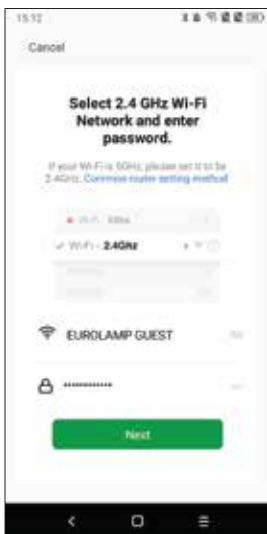 15:12
Cancel
Select 2.4 GHz Wi-Fi
Network and enter
password.
If your Wi-Fi is 5GHz, please set it to be
2.4GHz. Common router setting method
Wi-Fi - 5Ghz
Wi-Fi - 2.4Ghz
EUROLAMP GUEST
Next